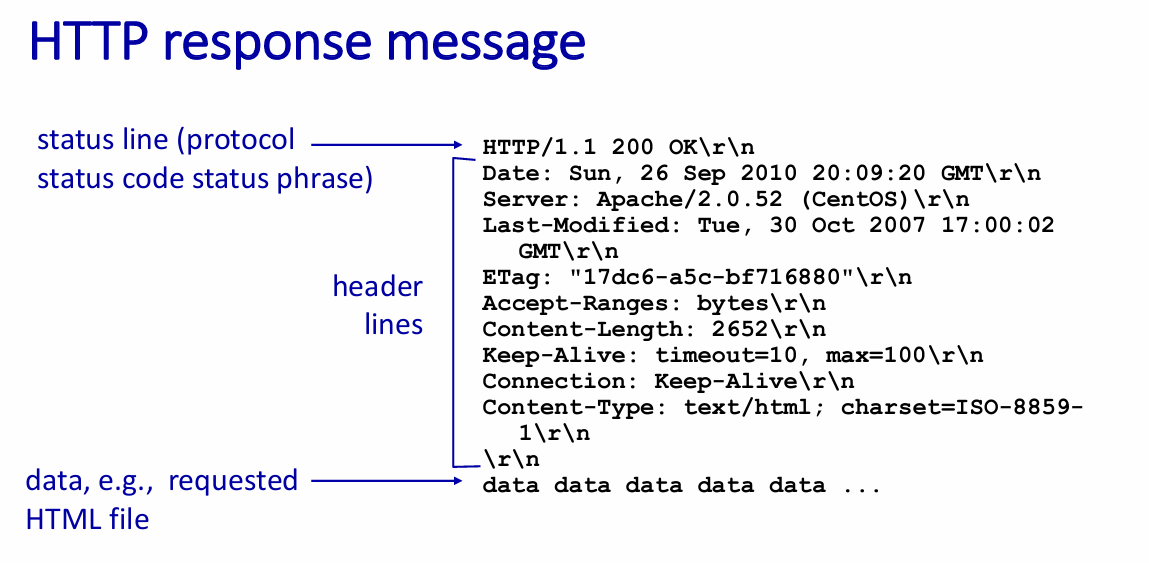 HTTP response message
status line (protocol
status code status phrase)
header
lines
data, e.g., requested
HTML file
HTTP/1.1 200 OK\r\n
Date: Sun, 26 Sep 2010 20:09:20 GMT\r\n
Server: Apache/2.0.52 (CentOS)\r\n
Last-Modified: Tue, 30 Oct 2007 17:00:02
GMT\r\n
ETag: "17dc6-a5c-bf716880"\r\n
Accept-Ranges: bytes\r\n
Content-Length: 2652\r\n
Keep-Alive: timeout=10, max=100\r\n
Connection: Keep-Alive\r\n
Content-Type: text/html; charset=ISO-8859-
1\r\n
\r\n
data data data data data ...